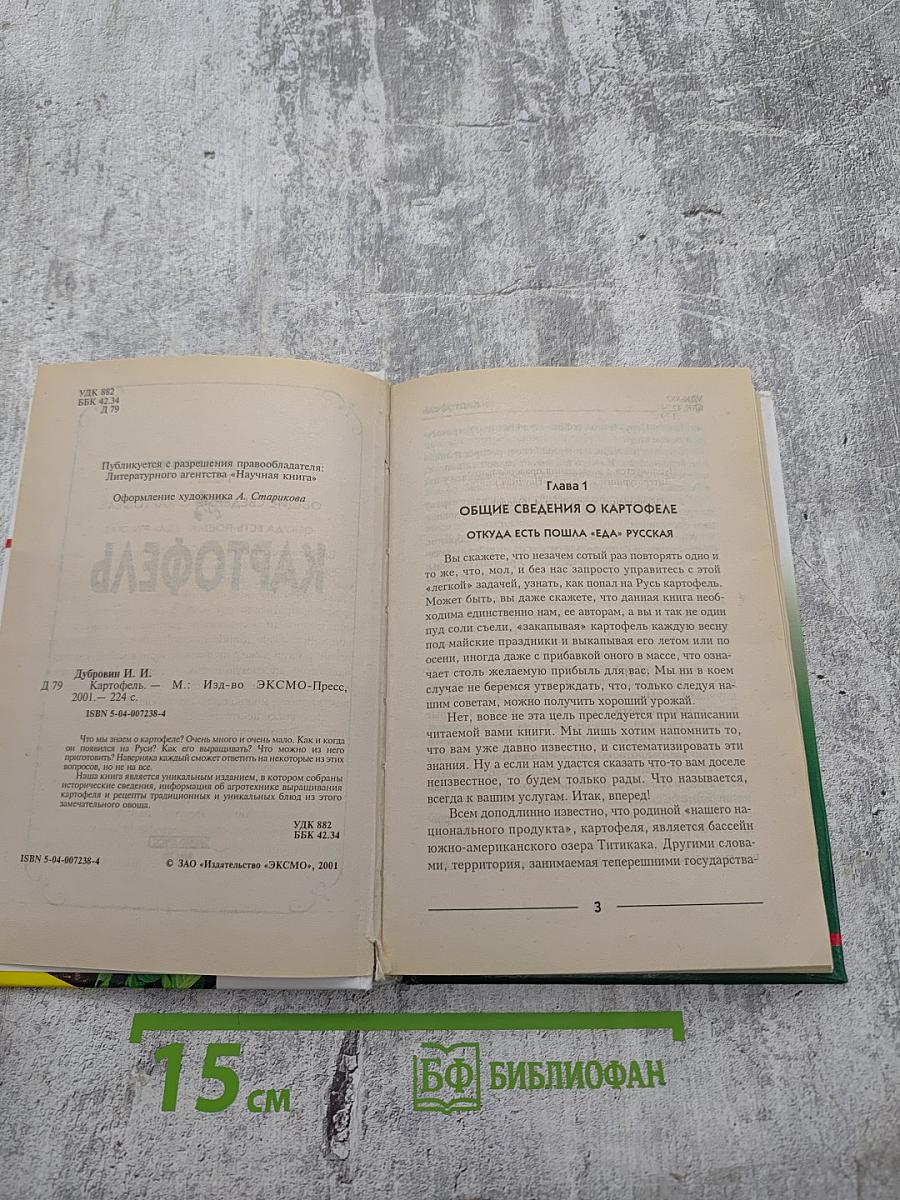 УДК 882
ББК 42.34
Д 79
Публикуется с разрешения правообладателя:
Литературного агентства «Научная книга»
Оформление художника А. Старикова
КАРТОФЕЛЬ
Дубровин И. И.
Д 79 Картофель. — М.: Изд-во ЭКСМО-Пресс,
2001.— 224 с.
ISBN 5-04-007238-4
Что мы знаем о картофеле? Очень много и очень мало. Как и когда
он появился на Руси? Как его выращивать? Что можно из него
приготовить? Наверняка каждый сможет ответить на некоторые из этих
вопросов, но не на все.
Наша книга является уникальным изданием, в котором собраны
исторические сведения, информация об агротехнике выращивания
картофеля и рецепты традиционных и уникальных блюд из этого
замечательного овоща.
УДК 882
ББК 42.34
ISBN 5-04-007238-4
© ЗАО «Издательство «ЭКСМО», 2001
Глава 1
ОБЩИЕ СВЕДЕНИЯ О КАРТОФЕЛЕ
ОТКУДА ЕСТЬ ПОШЛА «ЕДА» РУССКАЯ
Вы скажете, что незачем сотый раз повторять одно и
то же, что, мол, и без нас запросто управитесь с этой
«легкой» задачей, узнать, как попал на Русь картофель.
Может быть, вы даже скажете, что данная книга необ-
ходима единственно нам, ее авторам, а вы и так не один
пуд соли съели, «закапывая» картофель каждую весну
под майские праздники и выкапывая его летом или по
осени, иногда даже с прибавкой оного в массе, что озна-
чает столь желаемую прибыль для вас. Мы ни в коем
случае не беремся утверждать, что, только следуя на-
шим советам, можно получить хороший урожай.
Нет, вовсе не эта цель преследуется при написании
читаемой вами книги. Мы лишь хотим напомнить то,
что вам уже давно известно, и систематизировать эти
знания. Ну а если нам удастся сказать что-то вам доселе
неизвестное, то будем только рады. Что называется,
всегда к вашим услугам. Итак, вперед!
Всем доподлинно известно, что родиной «нашего на-
ционального продукта», картофеля, является бассейн
южно-американского озера Титикака. Другими слова-
ми, территория, занимаемая теперешними государства-
3
15 см
БФ БИБЛИОФАН